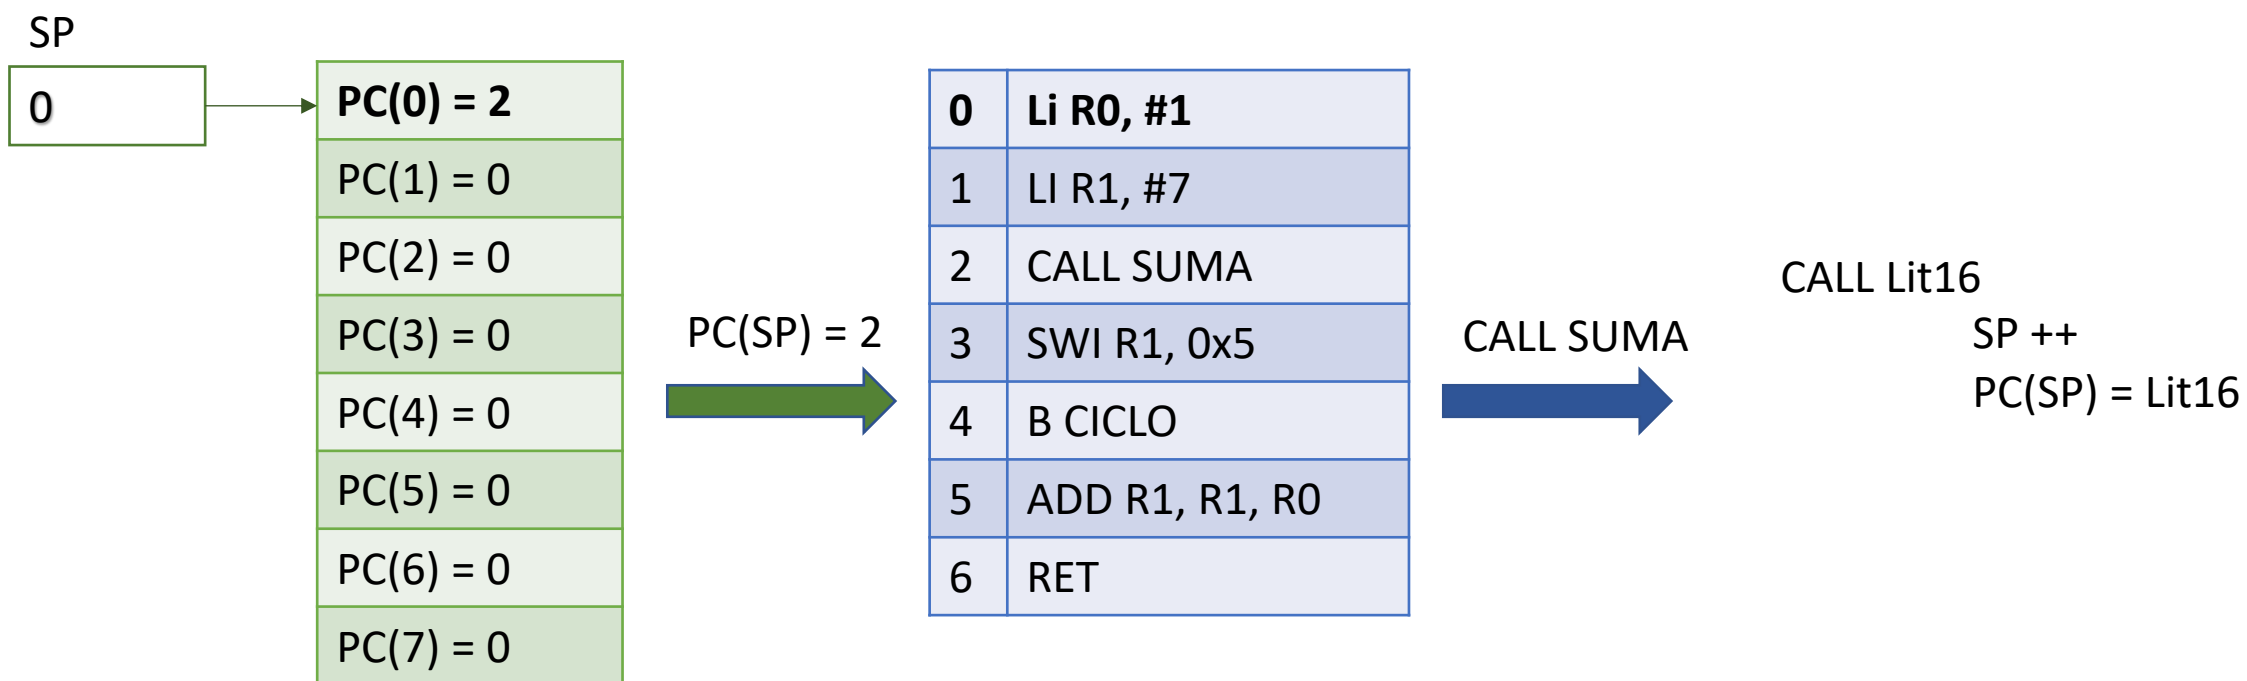 SP
0
PC(0) = 2
PC(1) = 0
PC(2) = 0
PC(3) = 0
PC(4) = 0
PC(5) = 0
PC(6) = 0
PC(7) = 0
PC(SP) = 2
0 Li R0, #1
1 LI R1, #7
2 CALL SUMA
3 SWI R1, 0x5
4 B CICLO
5 ADD R1, R1, R0
6 RET
CALL SUMA
CALL Lit16
SP ++
PC(SP) = Lit16